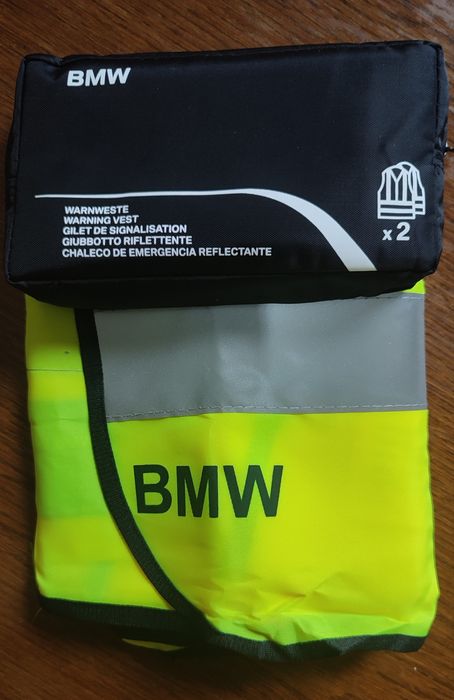 BMW
WARNWESTE
WARNING VEST
GILET DE SIGNALISATION
GIUBBOTTO RIFLETTENTE
CHALECO DE EMERGENCIA REFLECTANTE
x 2
BMW